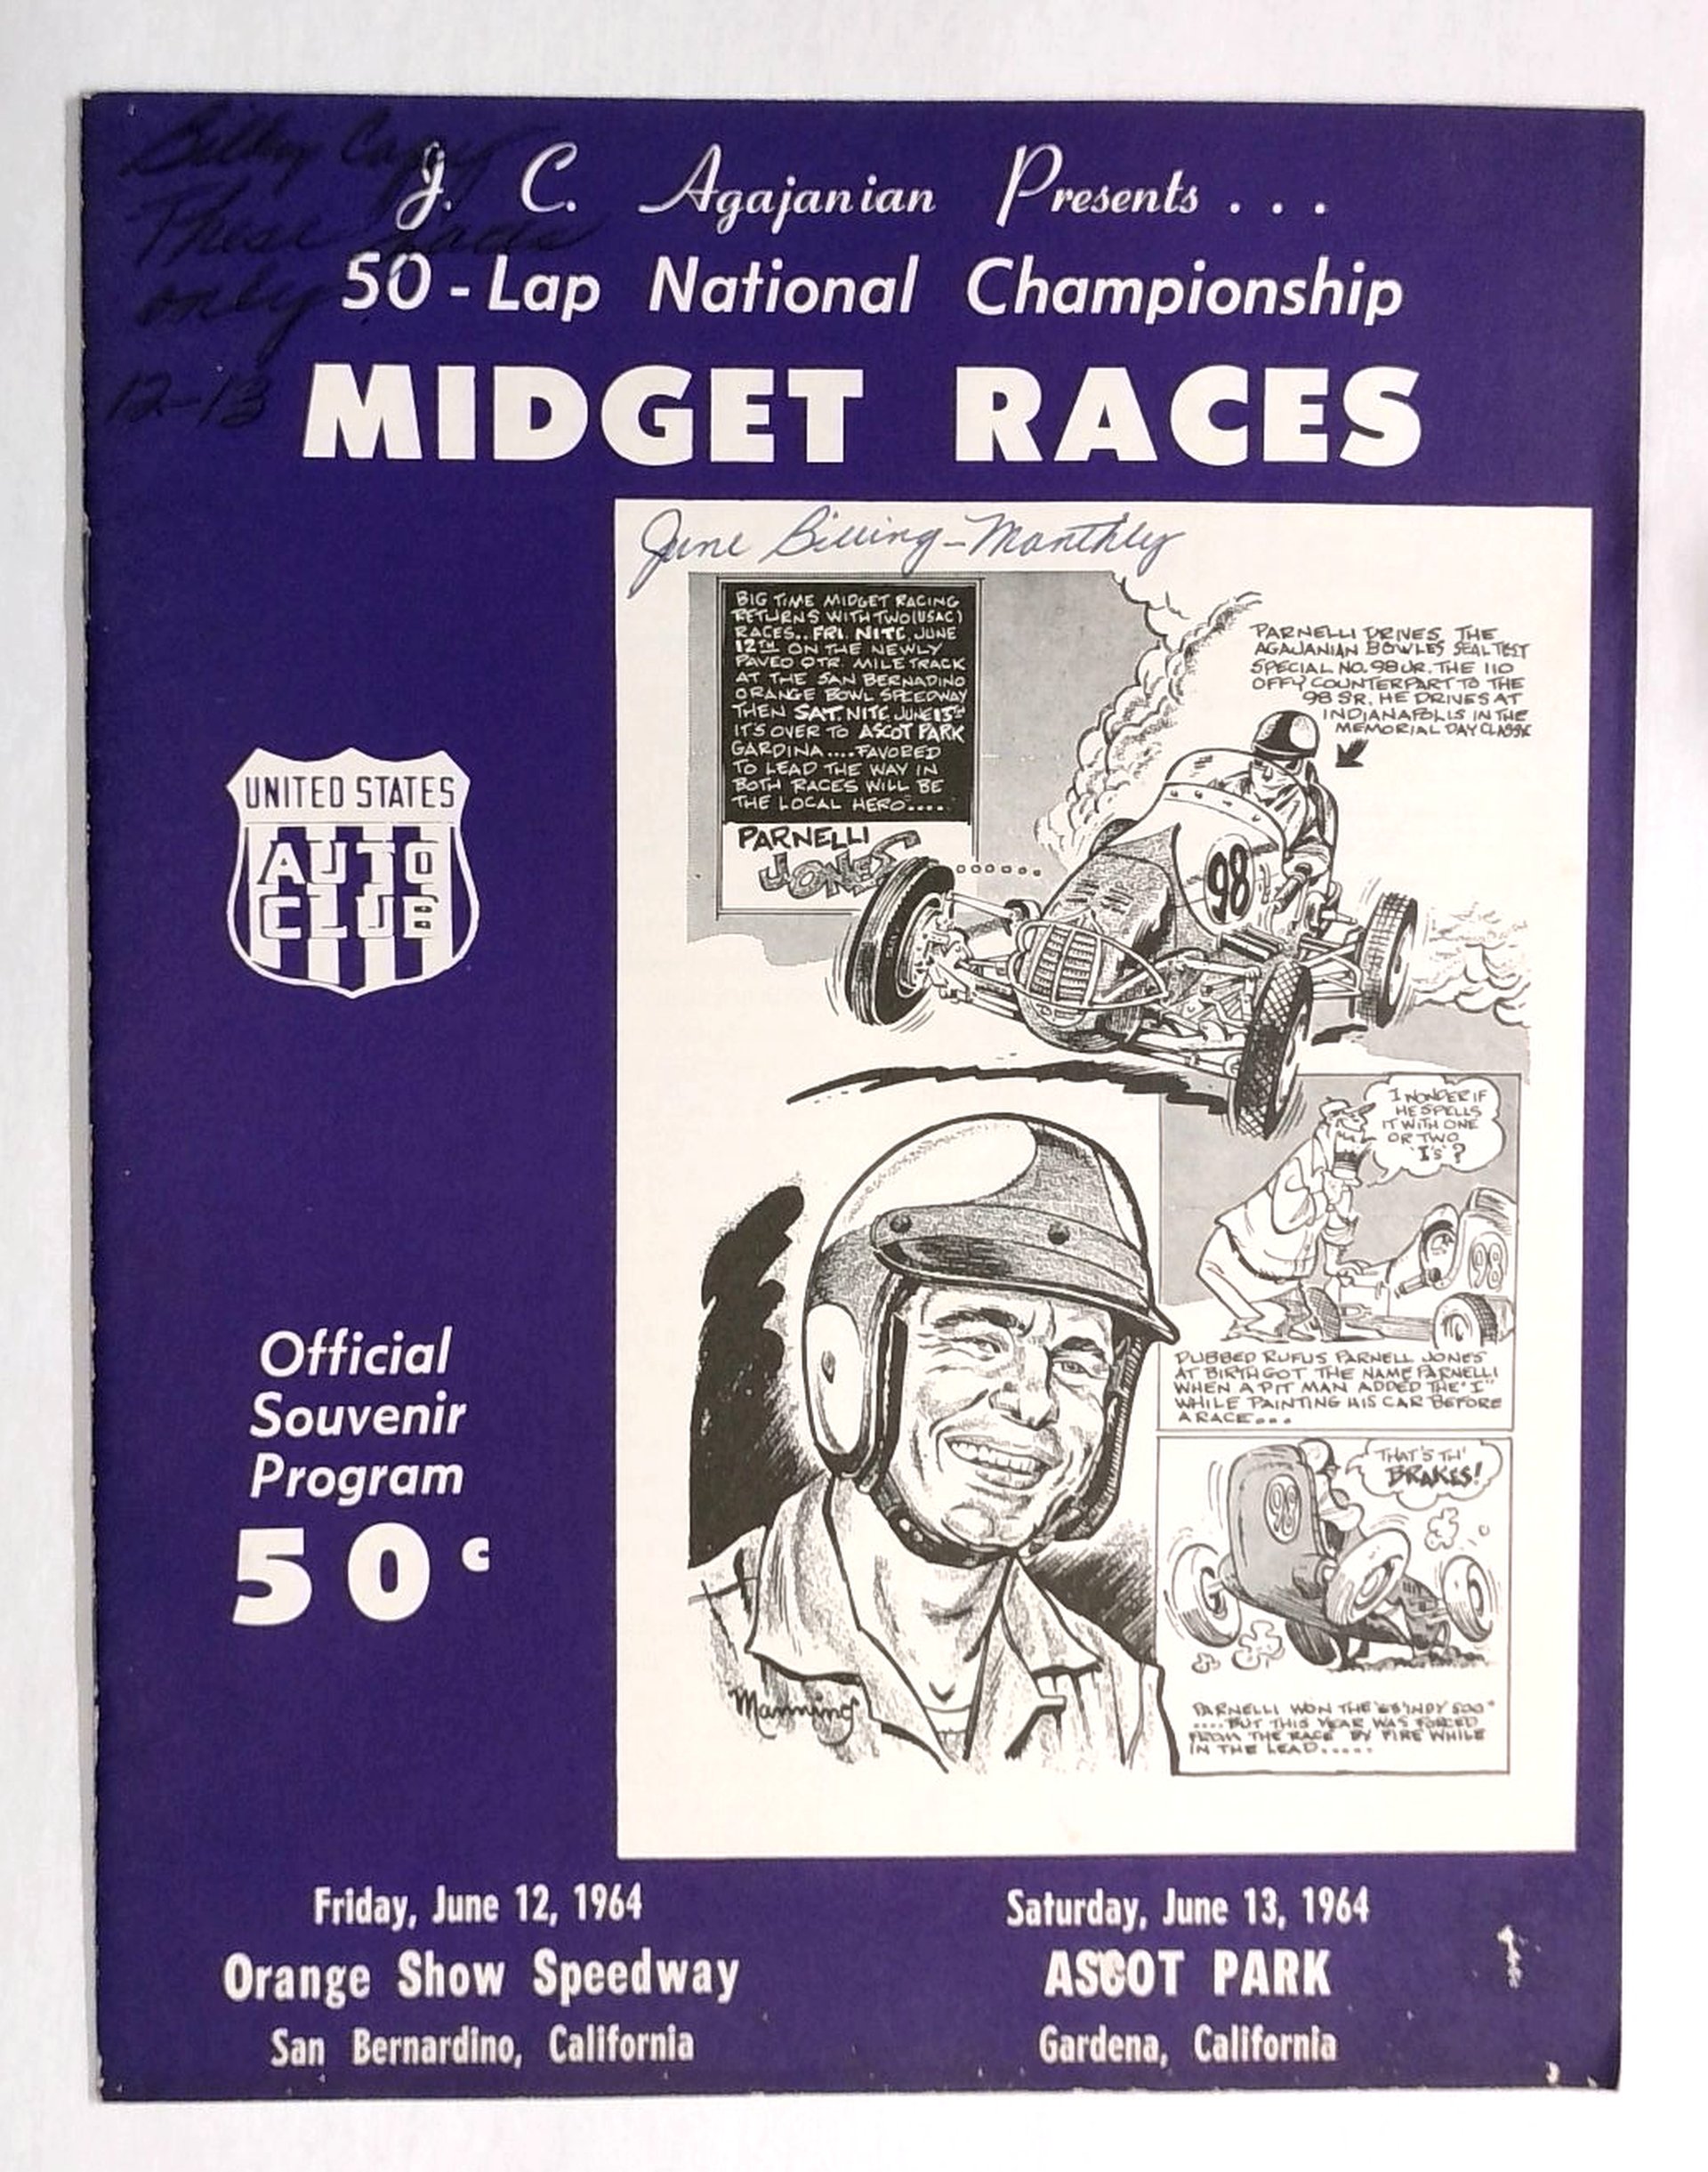 Billing Copy
These races
only.
12-13
J. C. Agajanian Presents . . .
50 - Lap National Championship
MIDGET RACES
June Billing - Monthly
BIG TIME MIDGET RACING
RETURNS WITH TWO (USAC)
RACES.. FRI. NITE, JUNE
12TH ON THE NEWLY
PAVED QTR. MILE TRACK
AT THE SAN BERNADINO
ORANGE BOWL SPEEDWAY
THEN SAT. NITE JUNE 13TH
IT'S OVER TO ASCOT PARK
GARDINA....FAVORED
TO LEAD THE WAY IN
BOTH RACES WILL BE
THE LOCAL HERO....
PARNELLI
JONES
PARNELLI DRIVES THE
AGAJANIAN BOWLES SEAL TEST
SPECIAL NO. 98 JR. THE 110
OFFY COUNTERPART TO THE
98 SR. HE DRIVES AT
INDIANAPOLIS IN THE
MEMORIAL DAY CLASSIC
98
UNITED STATES
AUTO
CLUB
I WONDER IF
HE SPELLS
IT WITH ONE
OR TWO
'I's'?
98
DUBBED RUFUS PARNELL JONES
AT BIRTH GOT THE NAME PARNELLI
WHEN A PIT MAN ADDED THE "I"
WHILE PAINTING HIS CAR BEFORE
A RACE...
THAT'S TH'
BRAKES!
98
PARNELLI WON THE '63 'INDY 500"
....BUT THIS YEAR WAS FORCED
FROM THE RACE BY FIRE WHILE
IN THE LEAD.....
Manning
Official
Souvenir
Program
50c
Friday, June 12, 1964
Orange Show Speedway
San Bernardino, California
Saturday, June 13, 1964
ASCOT PARK
Gardena, California